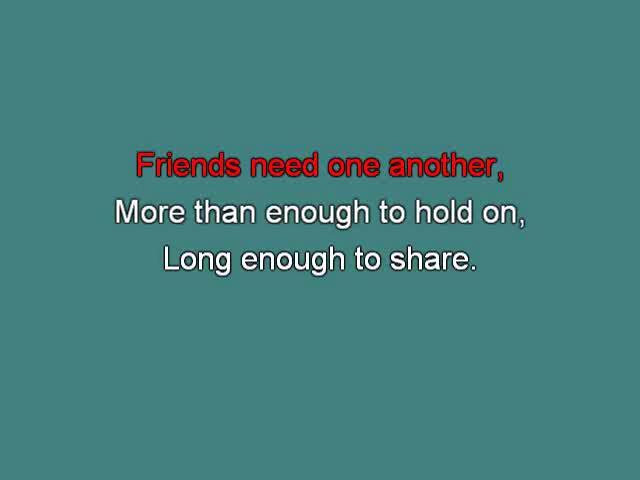 Friends need one another,
More than enough to hold on,
Long enough to share.